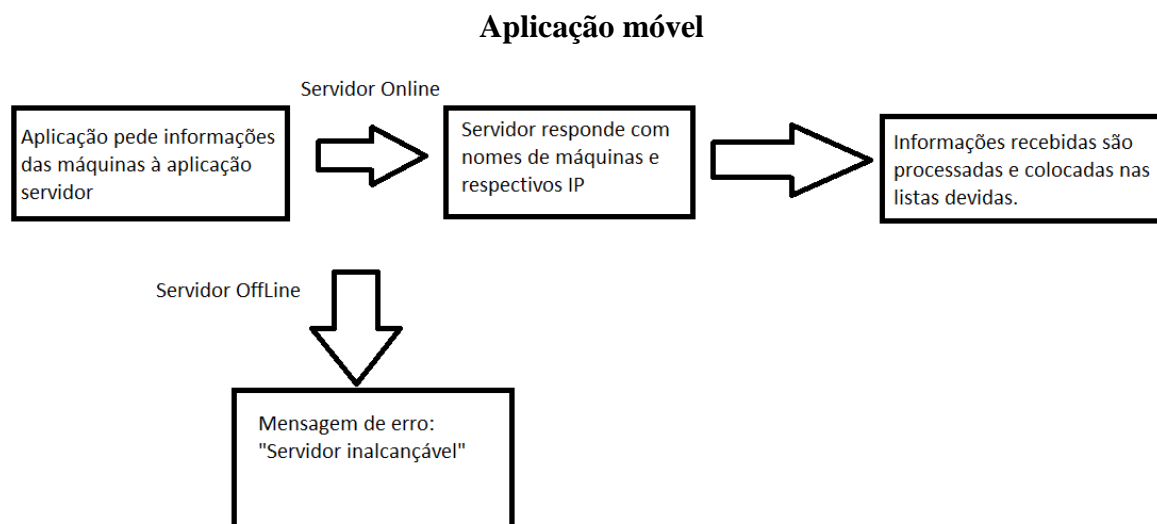 Aplicação móvel
Servidor Online
Aplicação pede informações
das máquinas à aplicação
servidor
Servidor responde com
nomes de máquinas e
respectivos IP
Informações recebidas são
processadas e colocadas nas
listas devidas.
Servidor OffLine
Mensagem de erro:
"Servidor inalcançável"